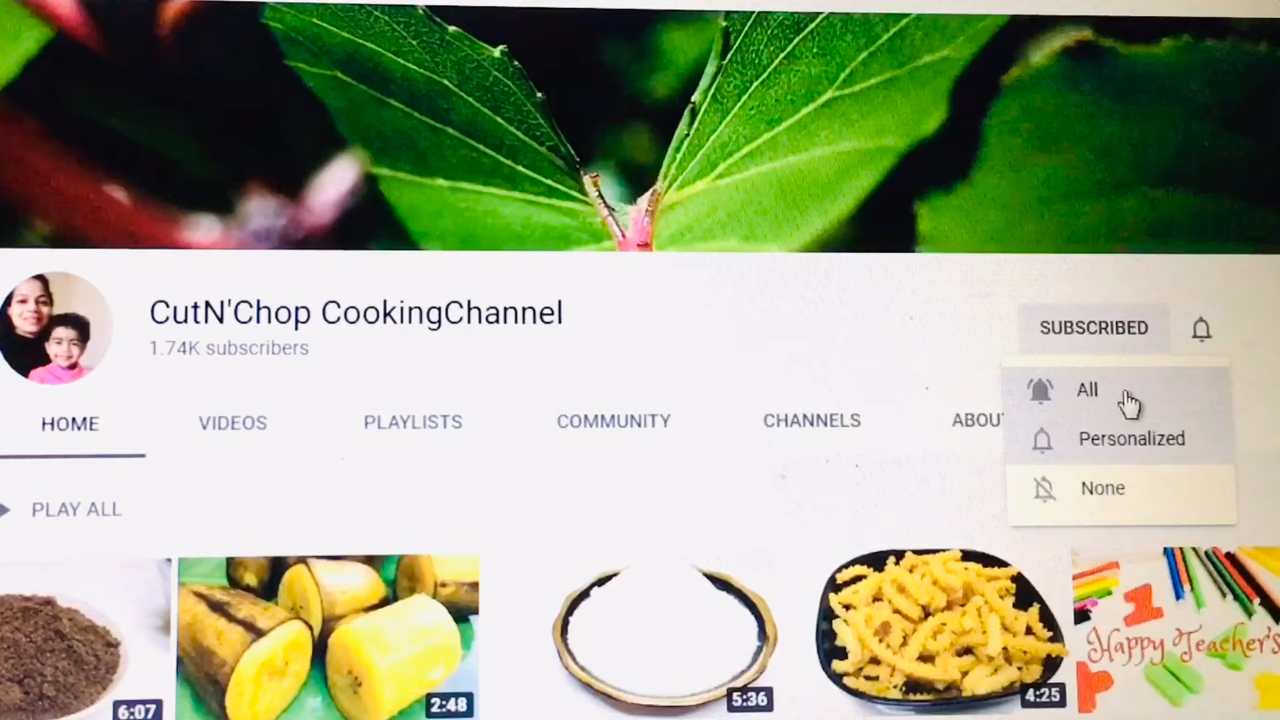 CutN'Chop CookingChannel
1.74K subscribers
SUBSCRIBED
All
Personalized
None
HOME
VIDEOS
PLAYLISTS
COMMUNITY
CHANNELS
ABOU
PLAY ALL
6:07
2:48
5:36
4:25
Happy Teacher's